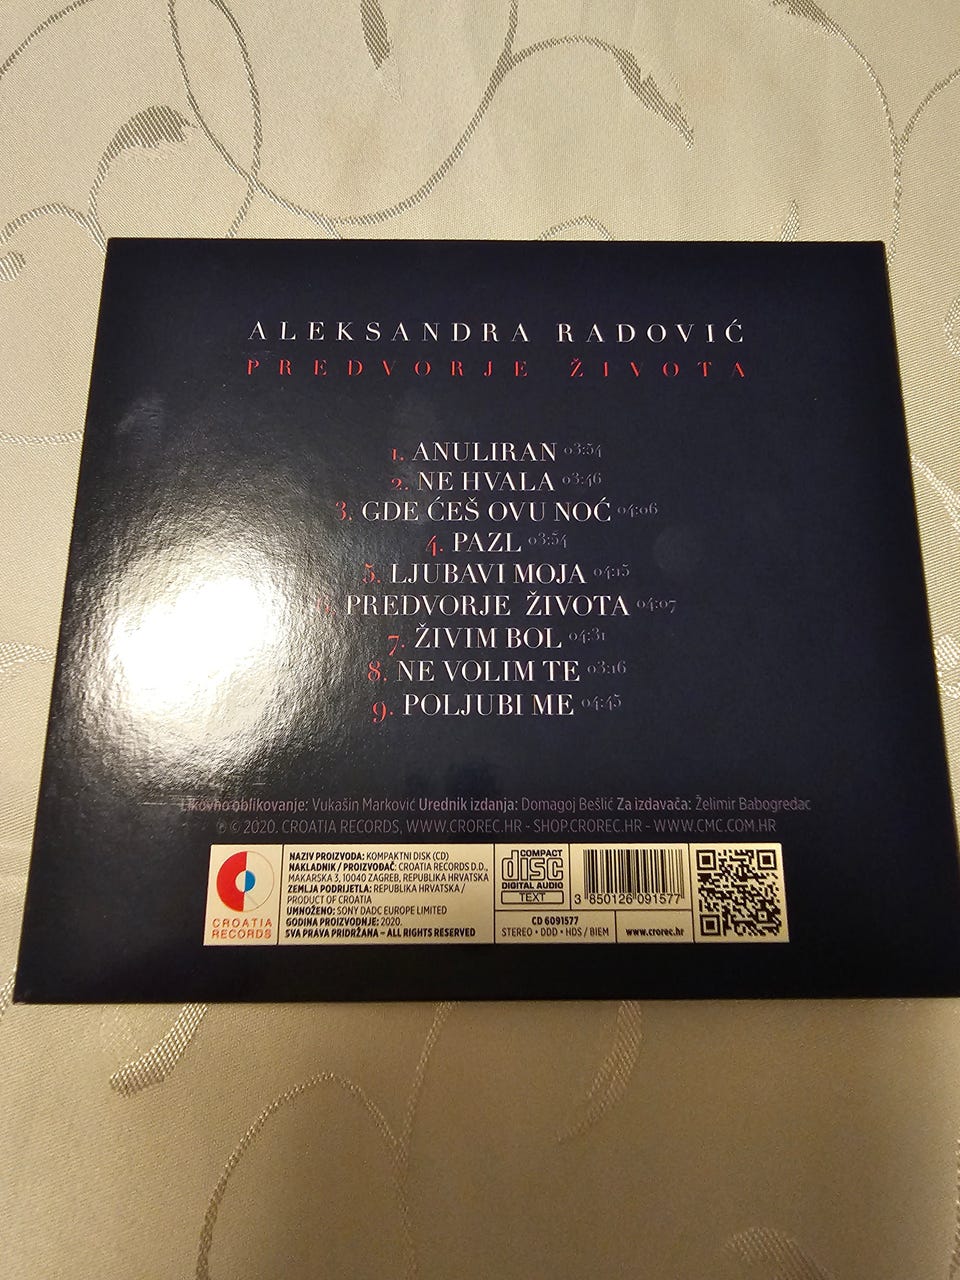 ALEKSANDRA RADOVIĆ
PREDVORJE ŽIVOTA
1. ANULIRAN 03:54
2. NE HVALA 03:46
3. GDE ĆEŠ OVU NOĆ 04:06
4. PAZL 03:54
5. LJUBAVI MOJA 04:15
6. PREDVORJE ŽIVOTA 04:07
7. ŽIVIM BOL 04:31
8. NE VOLIM TE 03:16
9. POLJUBI ME 04:45
Likovno oblikovanje: Vukašin Marković Urednik izdanja: Domagoj Bešlić Za izdavača: Želimir Babogredac
℗ © 2020. CROATIA RECORDS, WWW.CROREC.HR - SHOP.CROREC.HR - WWW.CMC.COM.HR
CROATIA
RECORDS
NAZIV PROIZVODA: KOMPAKTNI DISK (CD)
NAKLADNIK / PROIZVOĐAČ: CROATIA RECORDS D.D.,
MAKARSKA 3, 10040 ZAGREB, REPUBLIKA HRVATSKA
ZEMLJA PODRIJETLA: REPUBLIKA HRVATSKA /
PRODUCT OF CROATIA
UMNOŽENO: SONY DADC EUROPE LIMITED
GODINA PROIZVODNJE: 2020.
SVA PRAVA PRIDRŽANA – ALL RIGHTS RESERVED
COMPACT
disc
DIGITAL AUDIO
TEXT
3 850126 091577
CD 6091577
STEREO • DDD • HDS / BIEM
www.crorec.hr